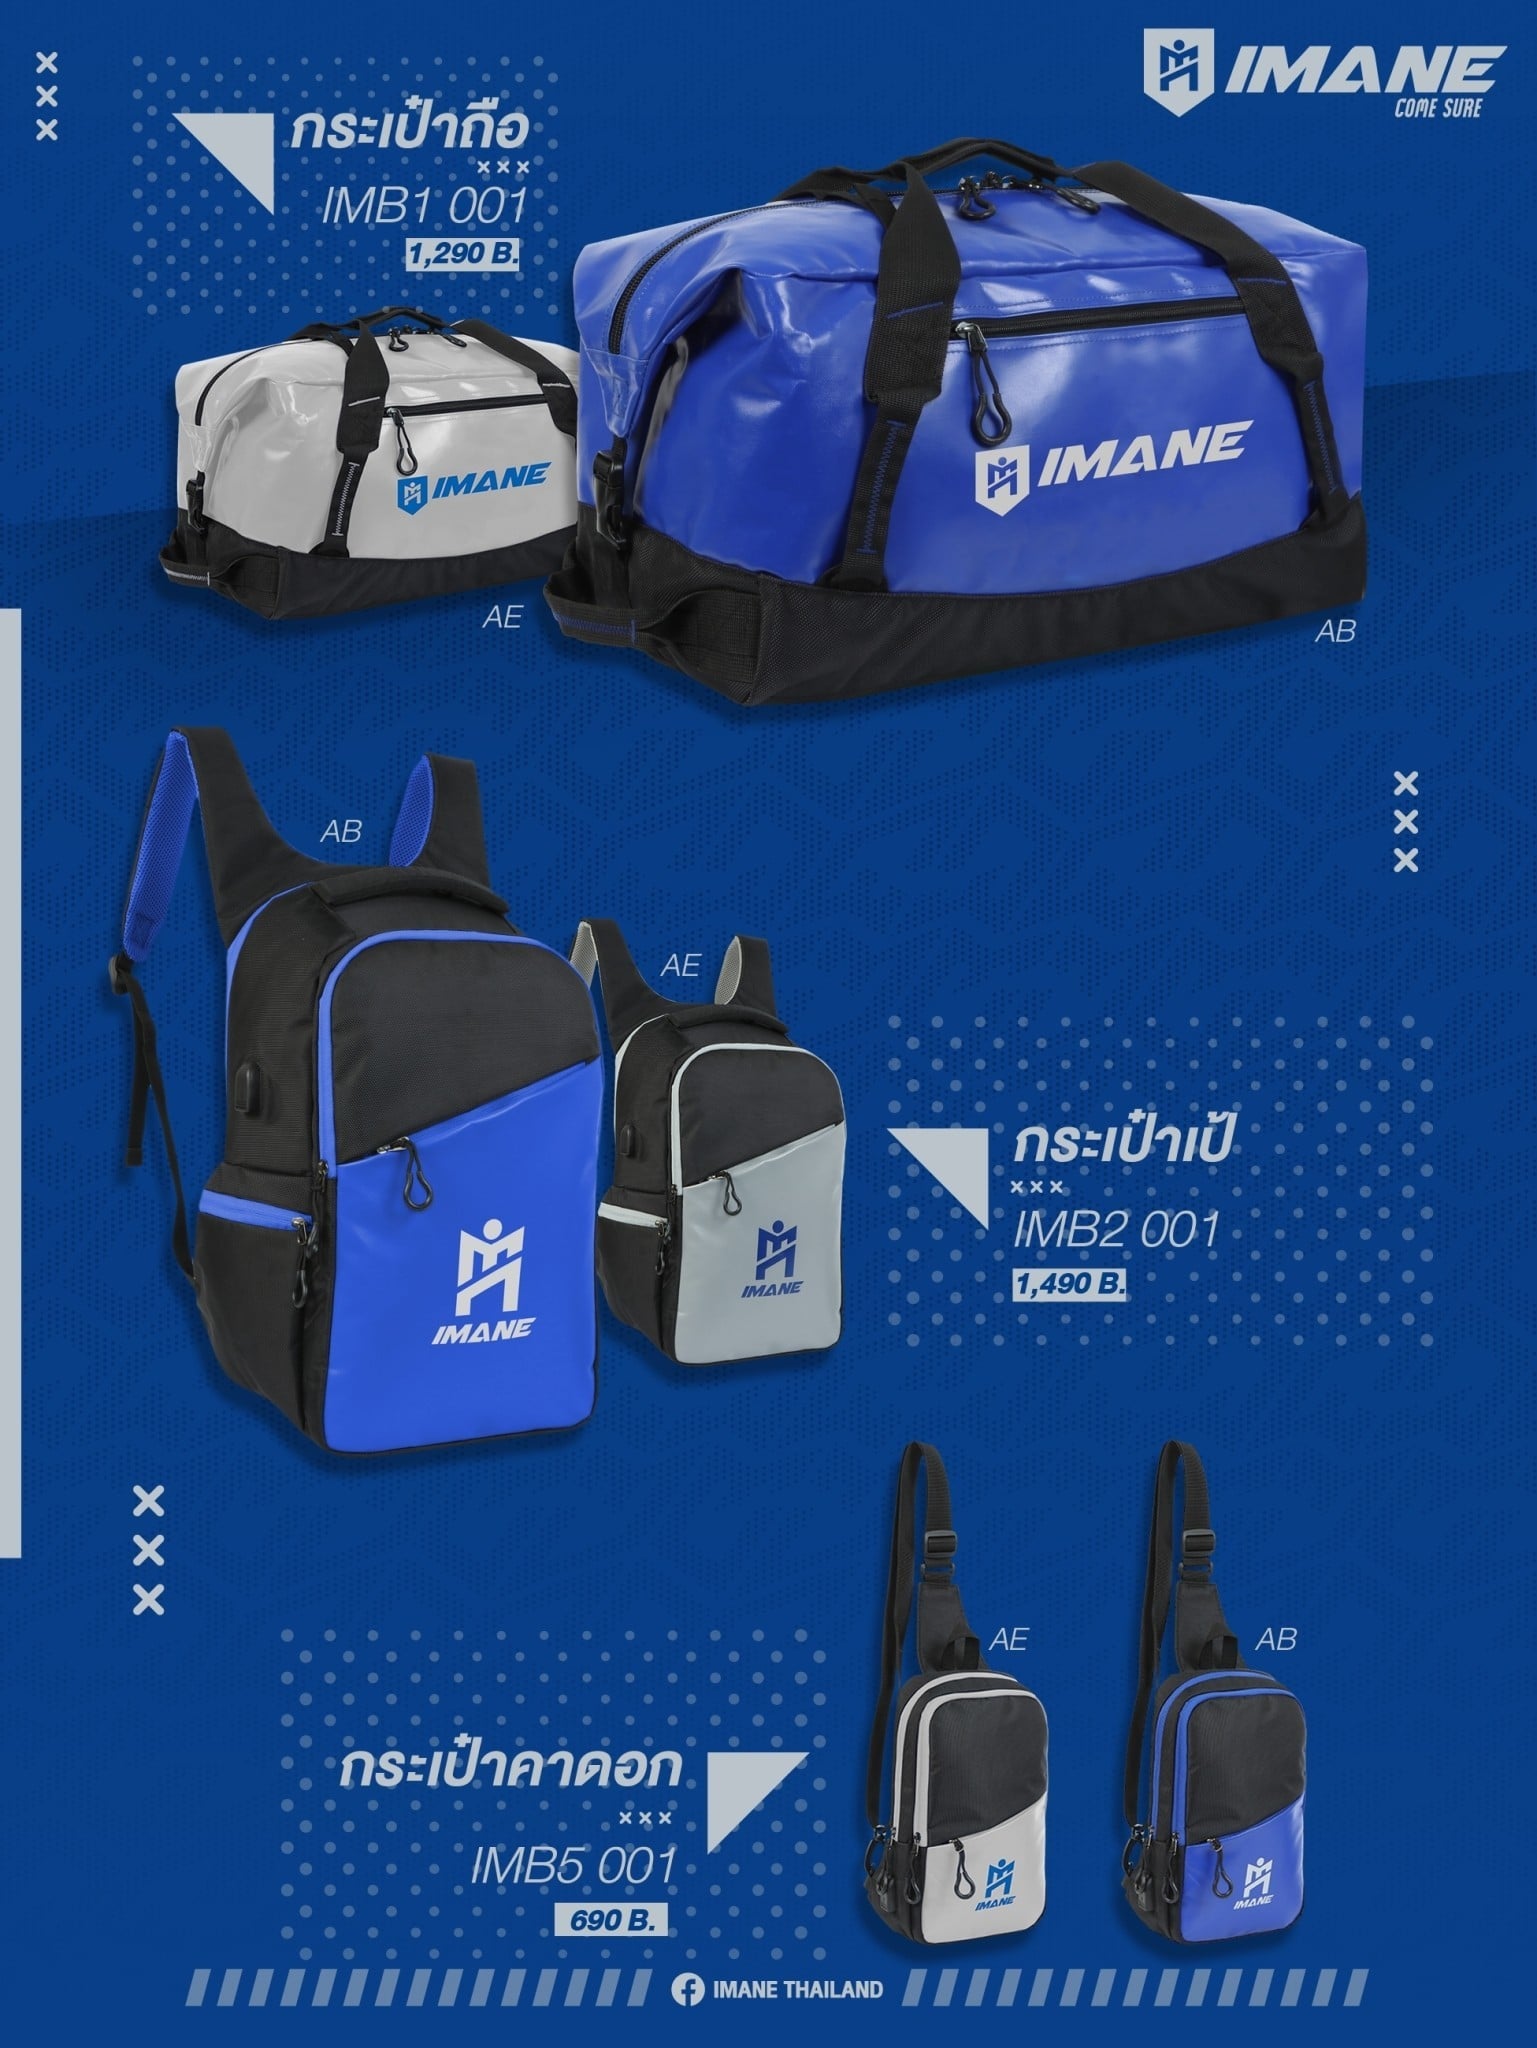 IMANE
COME SURE
กระเป๋าถือ
IMB1 001
1,290 B.
IMANE
AE
IMANE
AB
AB
AE
IMANE
IMANE
กระเป๋าเป้
IMB2 001
1,490 B.
AE
AB
กระเป๋าคาดอก
IMB5 001
690 B.
IMANE
IMANE
IMANE THAILAND